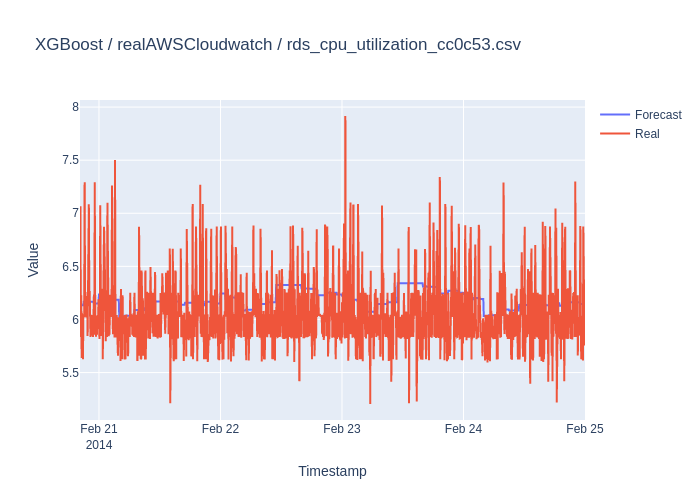 XGBoost / realAWSCloudwatch / rds_cpu_utilization_cc0c53.csv
Forecast
Real
8
7.5
7
6.5
6
5.5
Value
Feb 21
2014
Feb 22
Feb 23
Feb 24
Feb 25
Timestamp